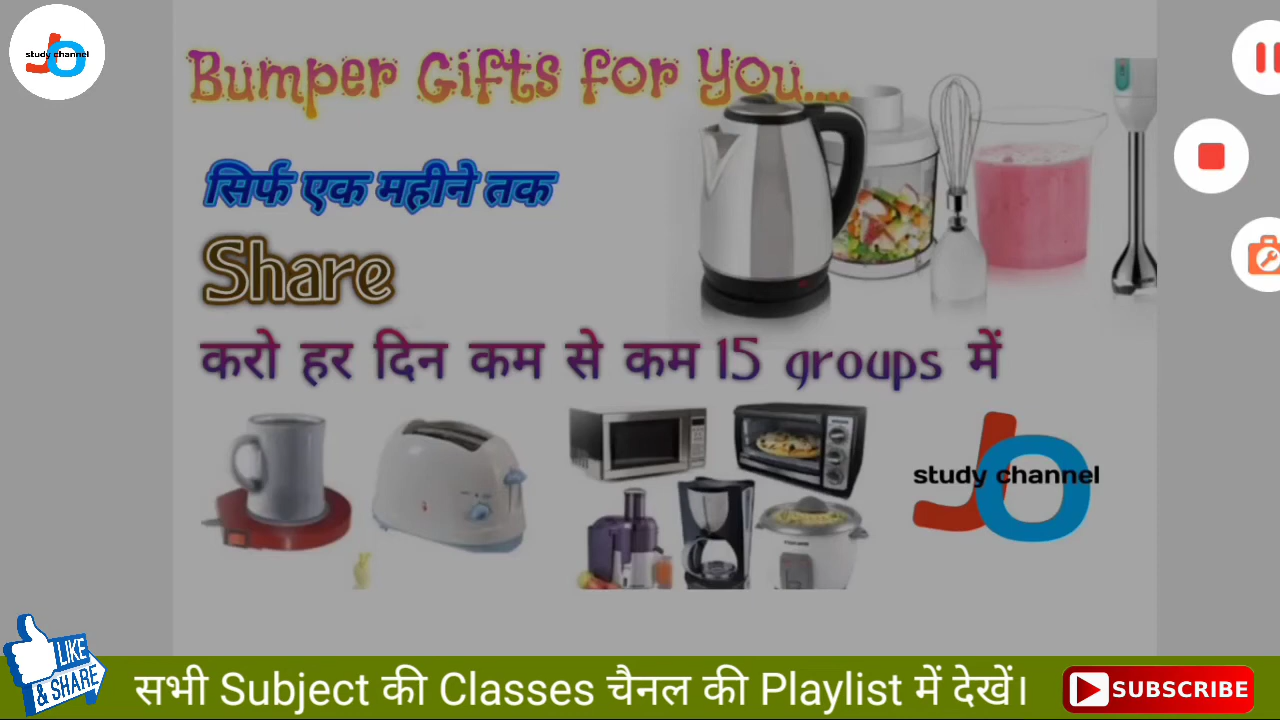 study channel
Bumper Gifts for You....
सिर्फ एक महीने तक
Share
करो हर दिन कम से कम 15 groups में
JO
study channel
LIKE
& SHARE
सभी Subject की Classes चैनल की Playlist में देखें।
SUBSCRIBE